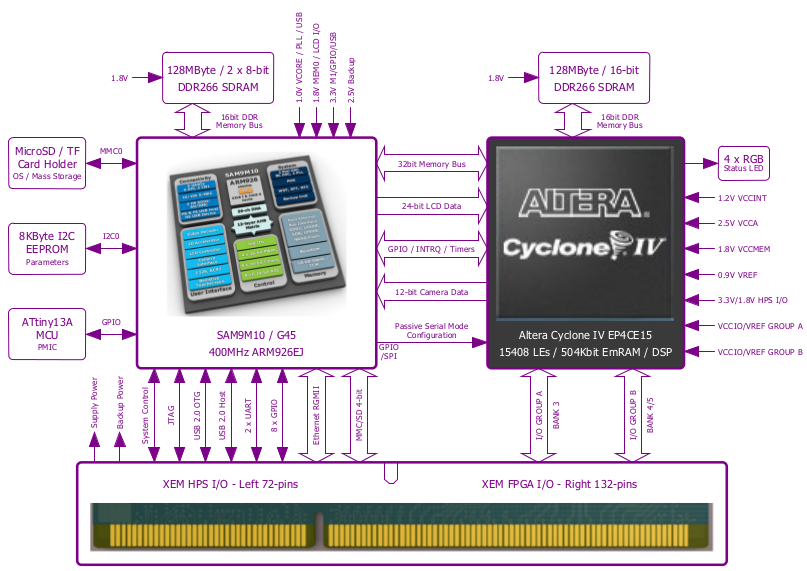 1.8V
128MByte / 2 x 8-bit
DDR266 SDRAM
16bit DDR
Memory Bus
1.0V VCORE / PLL / USB
1.8V MEM0 / LCD I/O
3.3V M1/GPIO/USB
2.5V Backup
1.8V
128MByte / 16-bit
DDR266 SDRAM
16bit DDR
Memory Bus
MicroSD / TF
Card Holder
OS / Mass Storage
MMC0
8KByte I2C
EEPROM
Parameters
I2C0
ATtiny13A
MCU
PMIC
GPIO
Connectivity
SAM9M10
ARM926
System
User Interface
Control
Memory
SAM9M10 / G45
400MHz ARM926EJ
32bit Memory Bus
24-bit LCD Data
GPIO / INTRQ / Timers
12-bit Camera Data
Passive Serial Mode
Configuration
GPIO
/SPI
ALTERA
Cyclone IV
Altera Cyclone IV EP4CE15
15408 LEs / 504Kbit EmRAM / DSP
4 x RGB
Status LED
1.2V VCCINT
2.5V VCCA
1.8V VCCMEM
0.9V VREF
3.3V/1.8V HPS I/O
VCCIO/VREF GROUP A
VCCIO/VREF GROUP B
Supply Power
Backup Power
System Control
JTAG
USB 2.0 OTG
USB 2.0 Host
2 x UART
8 x GPIO
Ethernet RGMII
MMC/SD 4-bit
I/O GROUP A
BANK 3
I/O GROUP B
BANK 4/5
XEM HPS I/O - Left 72-pins
XEM FPGA I/O - Right 132-pins